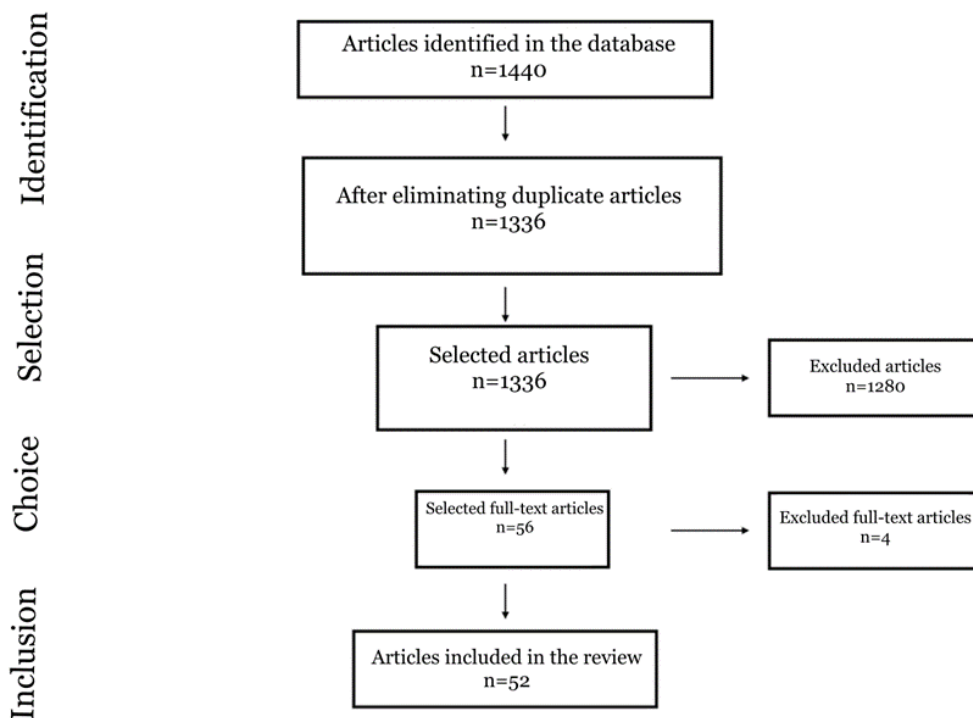 Identification
Articles identified in the database
n=1440
After eliminating duplicate articles
n=1336
Selection
Selected articles
n=1336
Excluded articles
n=1280
Choice
Selected full-text articles
n=56
Excluded full-text articles
n=4
Inclusion
Articles included in the review
n=52